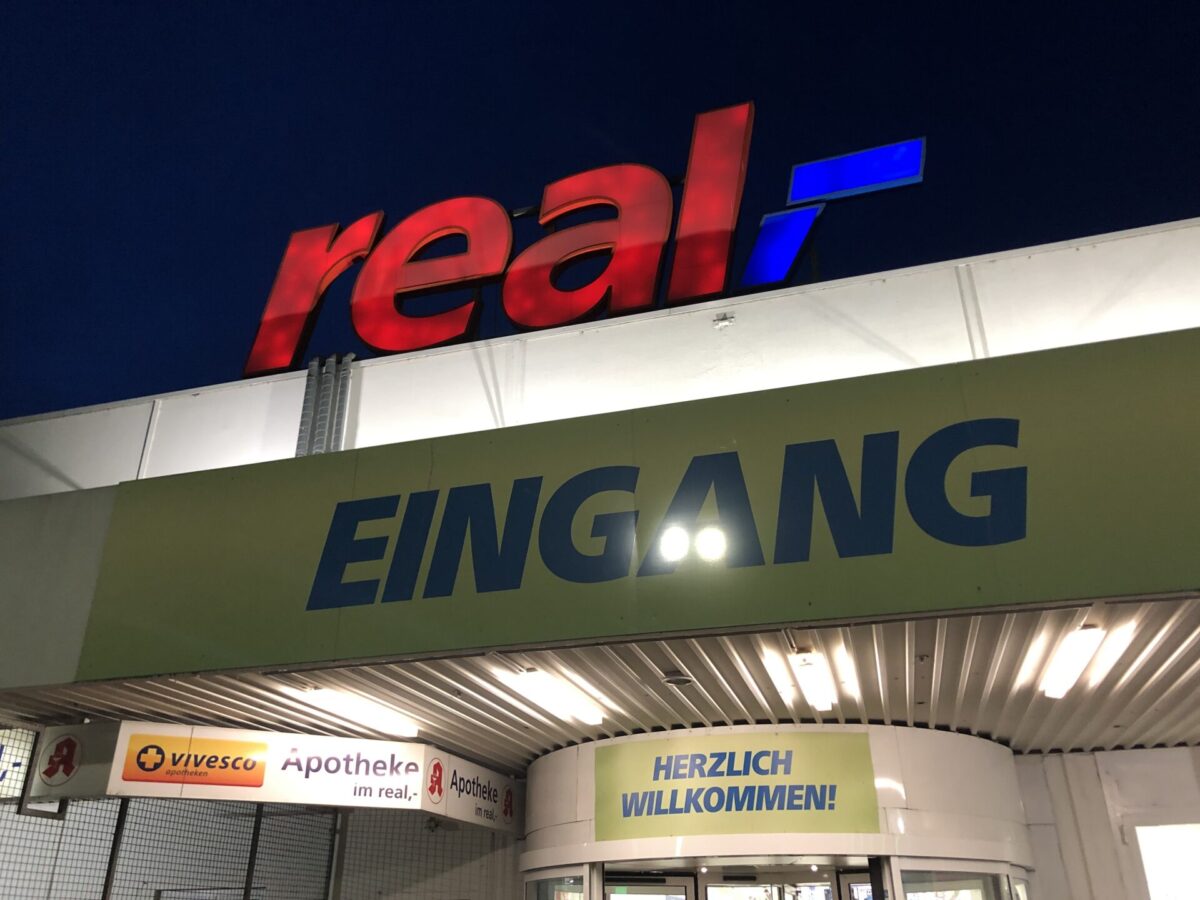 real,-
EINGANG
HERZLICH
WILLKOMMEN!
vivesco
apotheken
Apotheke
im real,-
Apotheke
im real,-